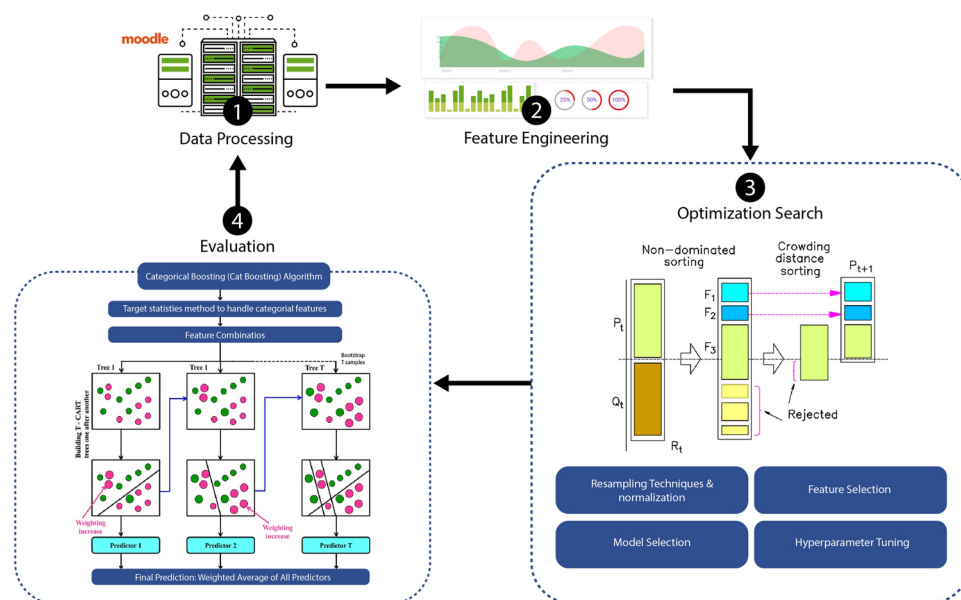 moodle
1
Data Processing
2
Feature Engineering
25%
50%
100%
3
Optimization Search
Non-dominated
sorting
Crowding
distance
sorting
P_t+1
F_1
F_2
F_3
P_t
Q_t
R_t
Rejected
Resampling Techniques &
normalization
Feature Selection
Model Selection
Hyperparameter Tuning
4
Evaluation
Categorical Boosting (Cat Boosting) Algorithm
Target statisties method to handle categorial features
Feature Combinatios
Bootstrap
T samples
Tree 1
Tree 1
Tree T
Building T - CART
trees one after another
Weighting
increase
Weighting
increase
Predictor 1
Predictor 2
Predictor T
Final Prediction: Weighted Average of All Predictors